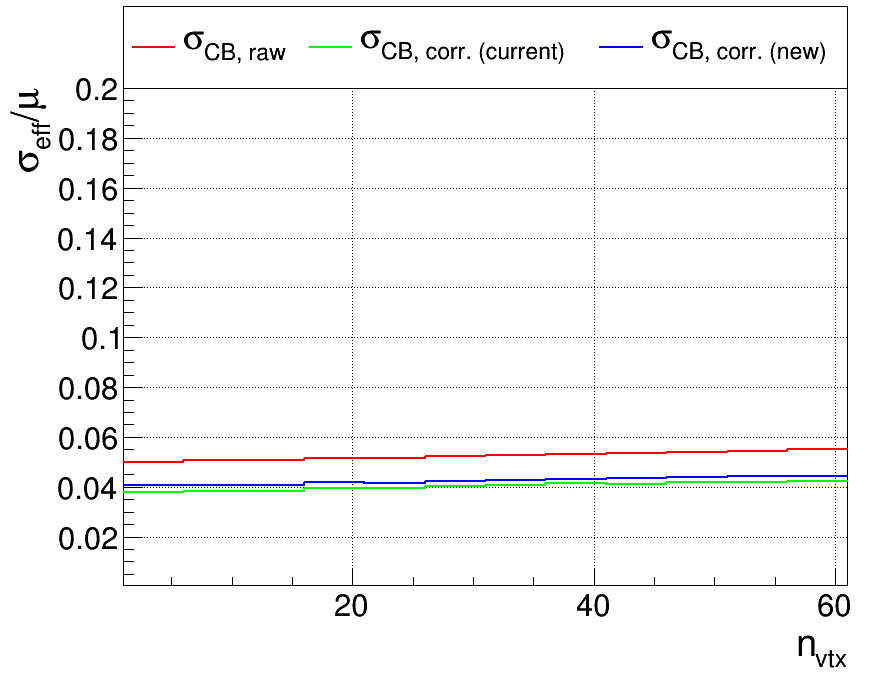 σCB, raw σCB, corr. (current) σCB, corr. (new)
σeff/μ
0.2
0.18
0.16
0.14
0.12
0.1
0.08
0.06
0.04
0.02
20 40 60
nvtx